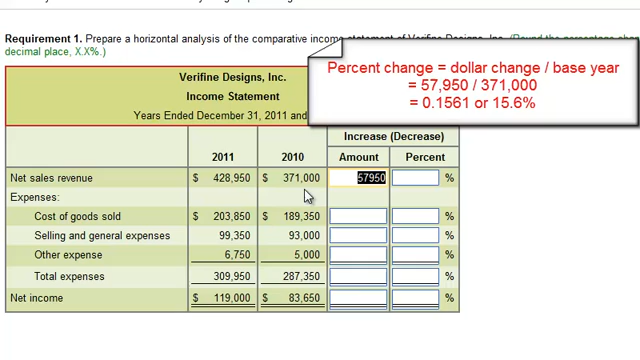 Requirement 1. Prepare a horizontal analysis of the comparative income statement of Verifine Designs, Inc.
decimal place, X.X%.)
Percent change = dollar change / base year
= 57,950 / 371,000
= 0.1561 or 15.6%
Verifine Designs, Inc.
Income Statement
Years Ended December 31, 2011 and
Increase (Decrease)
2011 2010 Amount Percent
Net sales revenue $ 428,950 $ 371,000 57950 %
Expenses:
Cost of goods sold $ 203,850 $ 189,350 %
Selling and general expenses 99,350 93,000 %
Other expense 6,750 5,000 %
Total expenses 309,950 287,350 %
Net income $ 119,000 $ 83,650 %